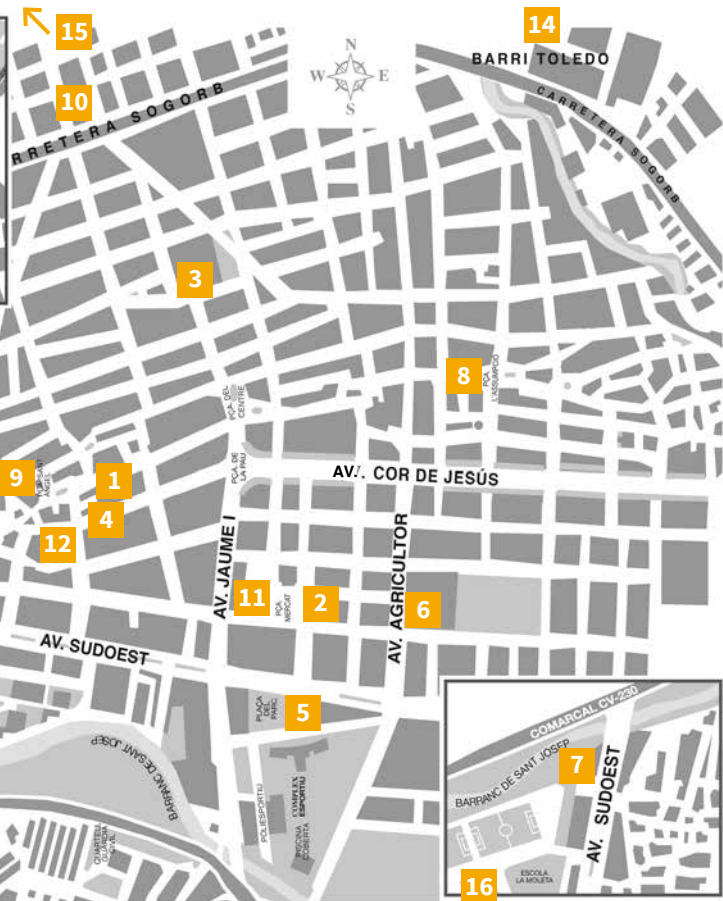 15
14
N
W E
S
BARRI TOLEDO
10
RRETERA SOGORB
CARRETERA SOGORB
3
8
PÇA.
L'ASSUMPCIÓ
PÇA. DEL
CENTRE
9
1
PÇA. DE
LA PAU
AV. COR DE JESÚS
4
12
AV. JAUME I
AV. AGRICULTOR
11
PÇA.
MERCAT
2
6
AV. SUDOEST
PLAÇA
DEL
PARC
5
BARRANC DE SANT JOSEP
COMPLEX
ESPORTIU
POLIESPORTIU
PISCINA
COBERTA
QUARTELL
GUÀRDIA
CIVIL
COMARCAL CV-230
BARRANC DE SANT JOSEP
7
AV. SUDOEST
ESCOLA
LA MOLETA
16